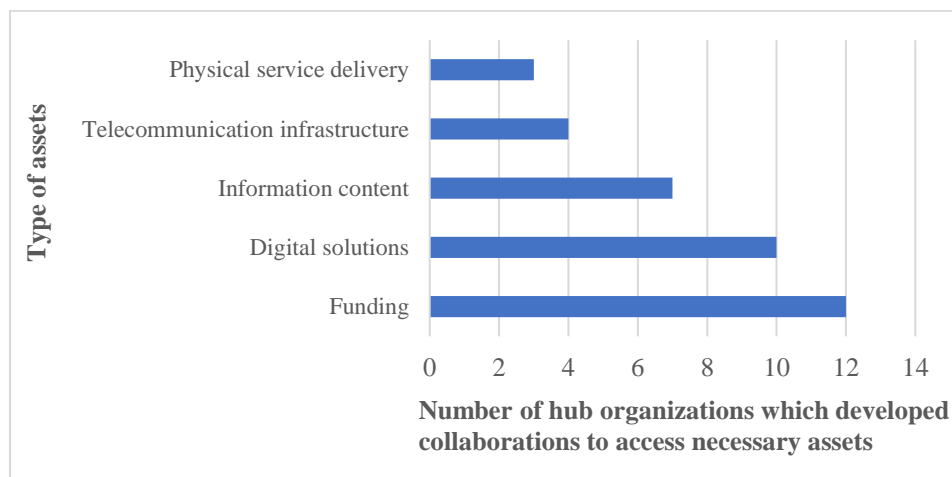 Type of assets
Physical service delivery
Telecommunication infrastructure
Information content
Digital solutions
Funding
0 2 4 6 8 10 12 14
Number of hub organizations which developed
collaborations to access necessary assets